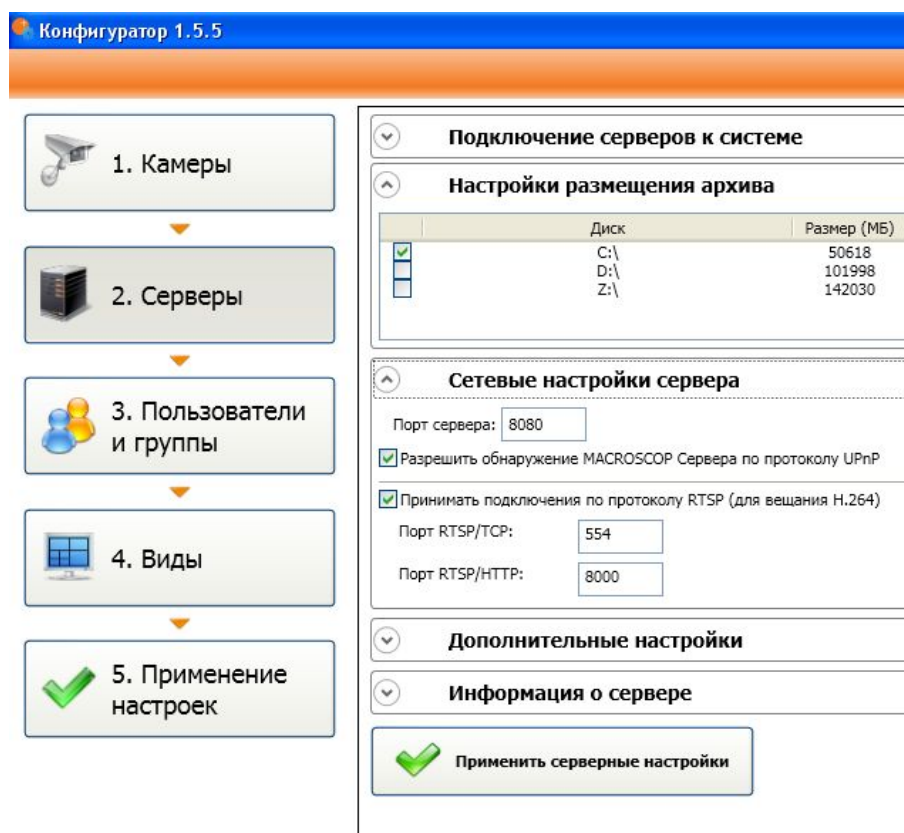 Конфигуратор 1.5.5
1. Камеры
2. Серверы
3. Пользователи
и группы
4. Виды
5. Применение
настроек
Подключение серверов к системе
Настройки размещения архива
Диск Размер (МБ)
C:\ 50618
D:\ 101998
Z:\ 142030
Сетевые настройки сервера
Порт сервера: 8080
Разрешить обнаружение MACROSCOP Сервера по протоколу UPnP
Принимать подключения по протоколу RTSP (для вещания H.264)
Порт RTSP/TCP: 554
Порт RTSP/HTTP: 8000
Дополнительные настройки
Информация о сервере
Применить серверные настройки